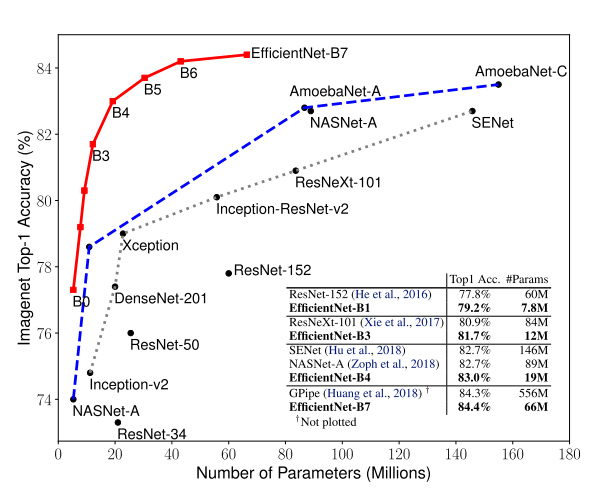 EfficientNet-B7
84
B6
AmoebaNet-C
B5
AmoebaNet-A
B4
NASNet-A
SENet
82
B3
ResNeXt-101
80
Inception-ResNet-v2
Xception
78
ResNet-152
B0
DenseNet-201
76
ResNet-50
Inception-v2
74
NASNet-A
ResNet-34
Imagenet Top-1 Accuracy (%)
Top1 Acc. #Params
ResNet-152 (He et al., 2016) 77.8% 60M
EfficientNet-B1 79.2% 7.8M
ResNeXt-101 (Xie et al., 2017) 80.9% 84M
EfficientNet-B3 81.7% 12M
SENet (Hu et al., 2018) 82.7% 146M
NASNet-A (Zoph et al., 2018) 82.7% 89M
EfficientNet-B4 83.0% 19M
GPipe (Huang et al., 2018) † 84.3% 556M
EfficientNet-B7 84.4% 66M
†Not plotted
0 20 40 60 80 100 120 140 160 180
Number of Parameters (Millions)